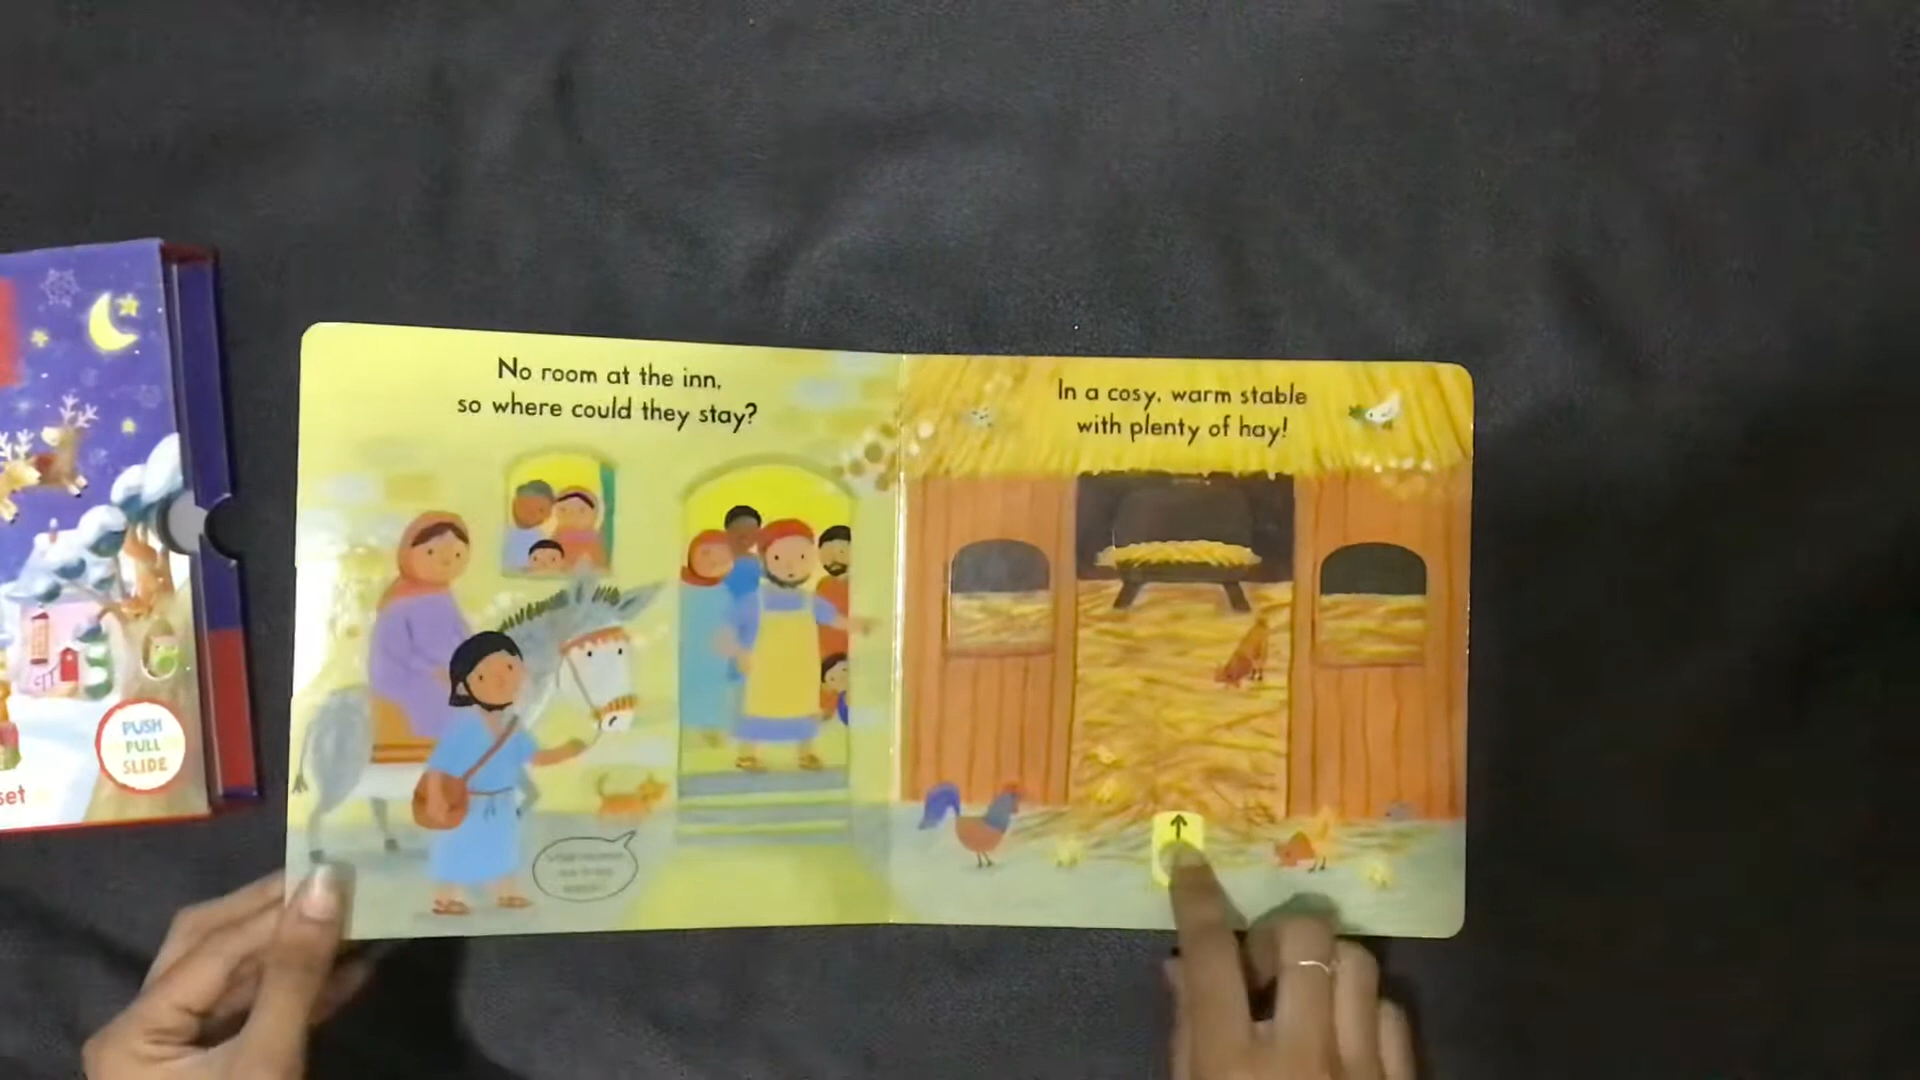 No room at the inn,
so where could they stay?
In a cosy, warm stable
with plenty of hay!
PUSH
PULL
SLIDE
set